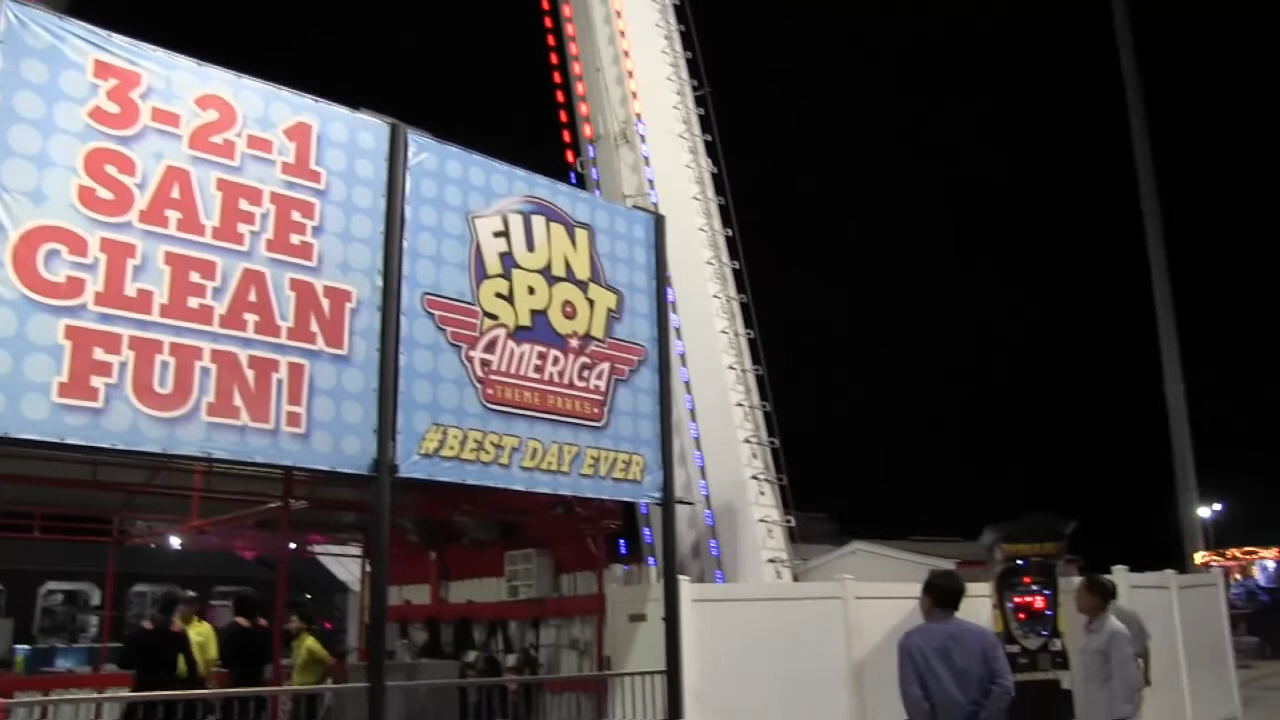 3-2-1
SAFE
CLEAN
FUN!
FUN
SPOT
AMERICA
THEME PARKS
#BEST DAY EVER